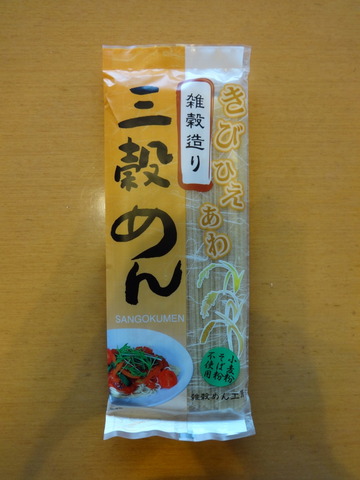 きび ひえ あわ
雑穀造り
三穀めん
SANGOKUMEN
小麦粉
そば粉
不使用
雑穀めん工房